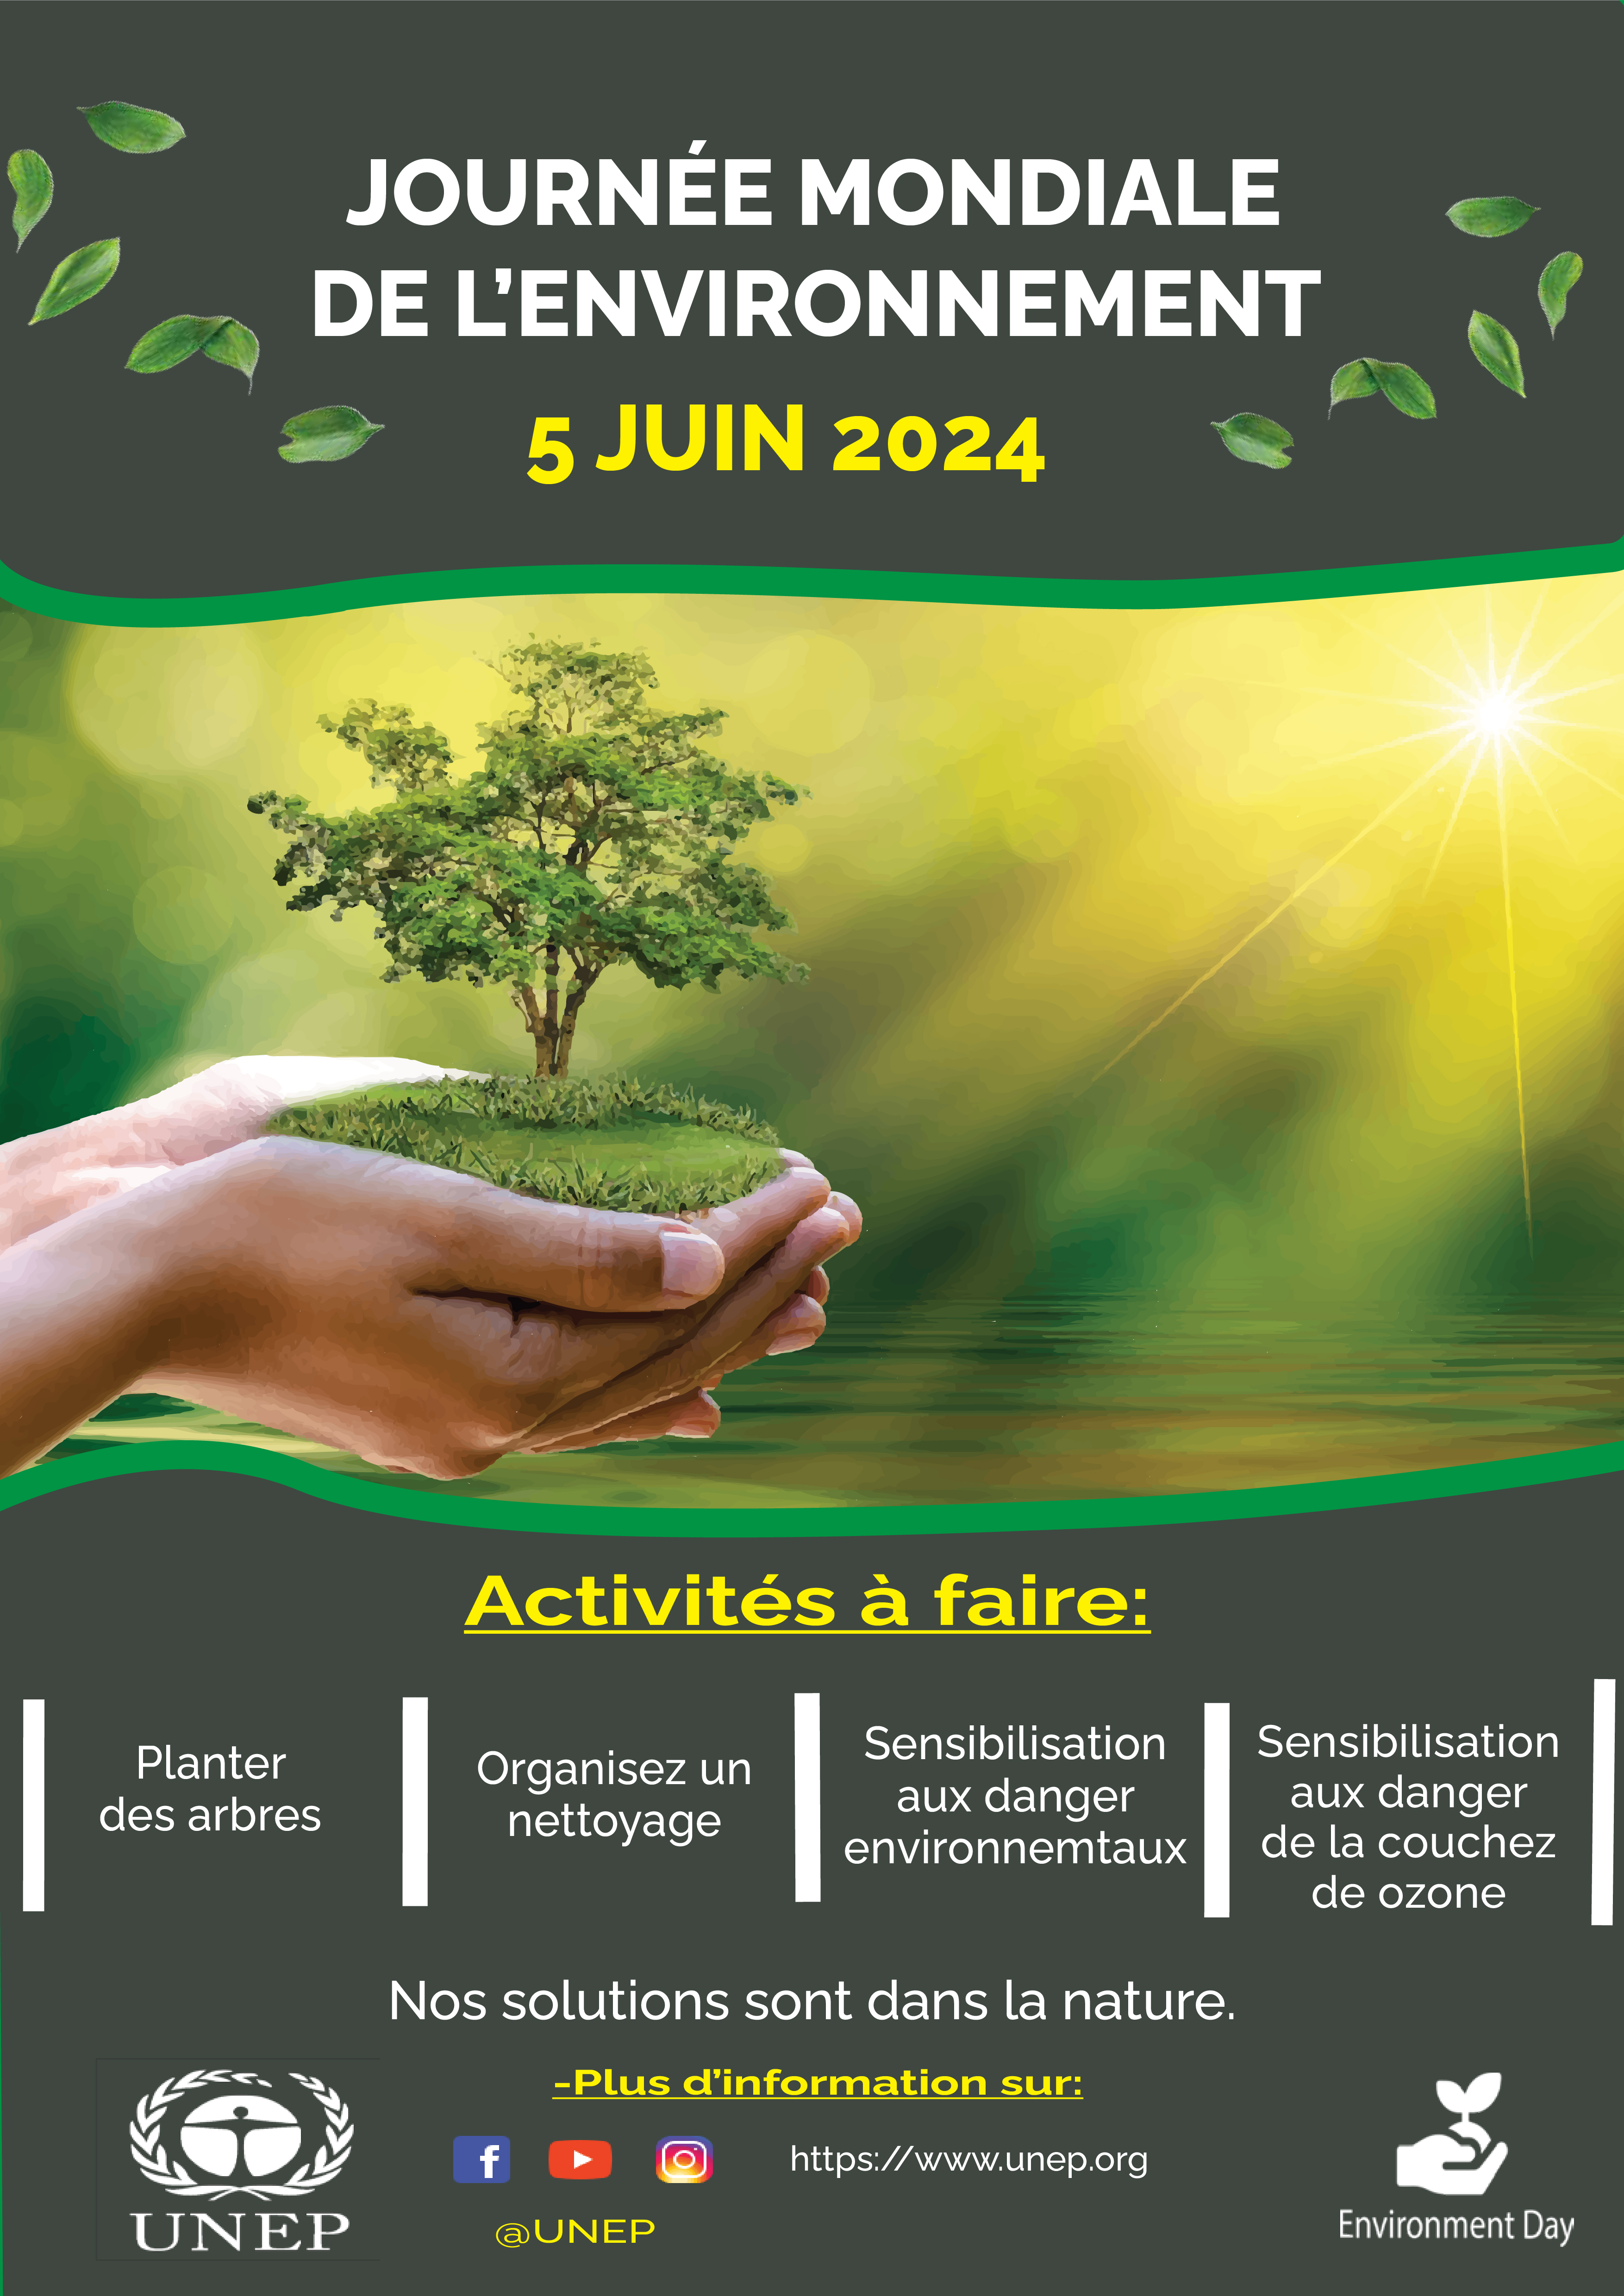 JOURNÉE MONDIALE
DE L’ENVIRONNEMENT
5 JUIN 2024
Activités à faire:
Planter
des arbres
Organisez un
nettoyage
Sensibilisation
aux danger
environnemtaux
Sensibilisation
aux danger
de la couchez
de ozone
Nos solutions sont dans la nature.
-Plus d’information sur:
https://www.unep.org
@UNEP
UNEP
Environment Day